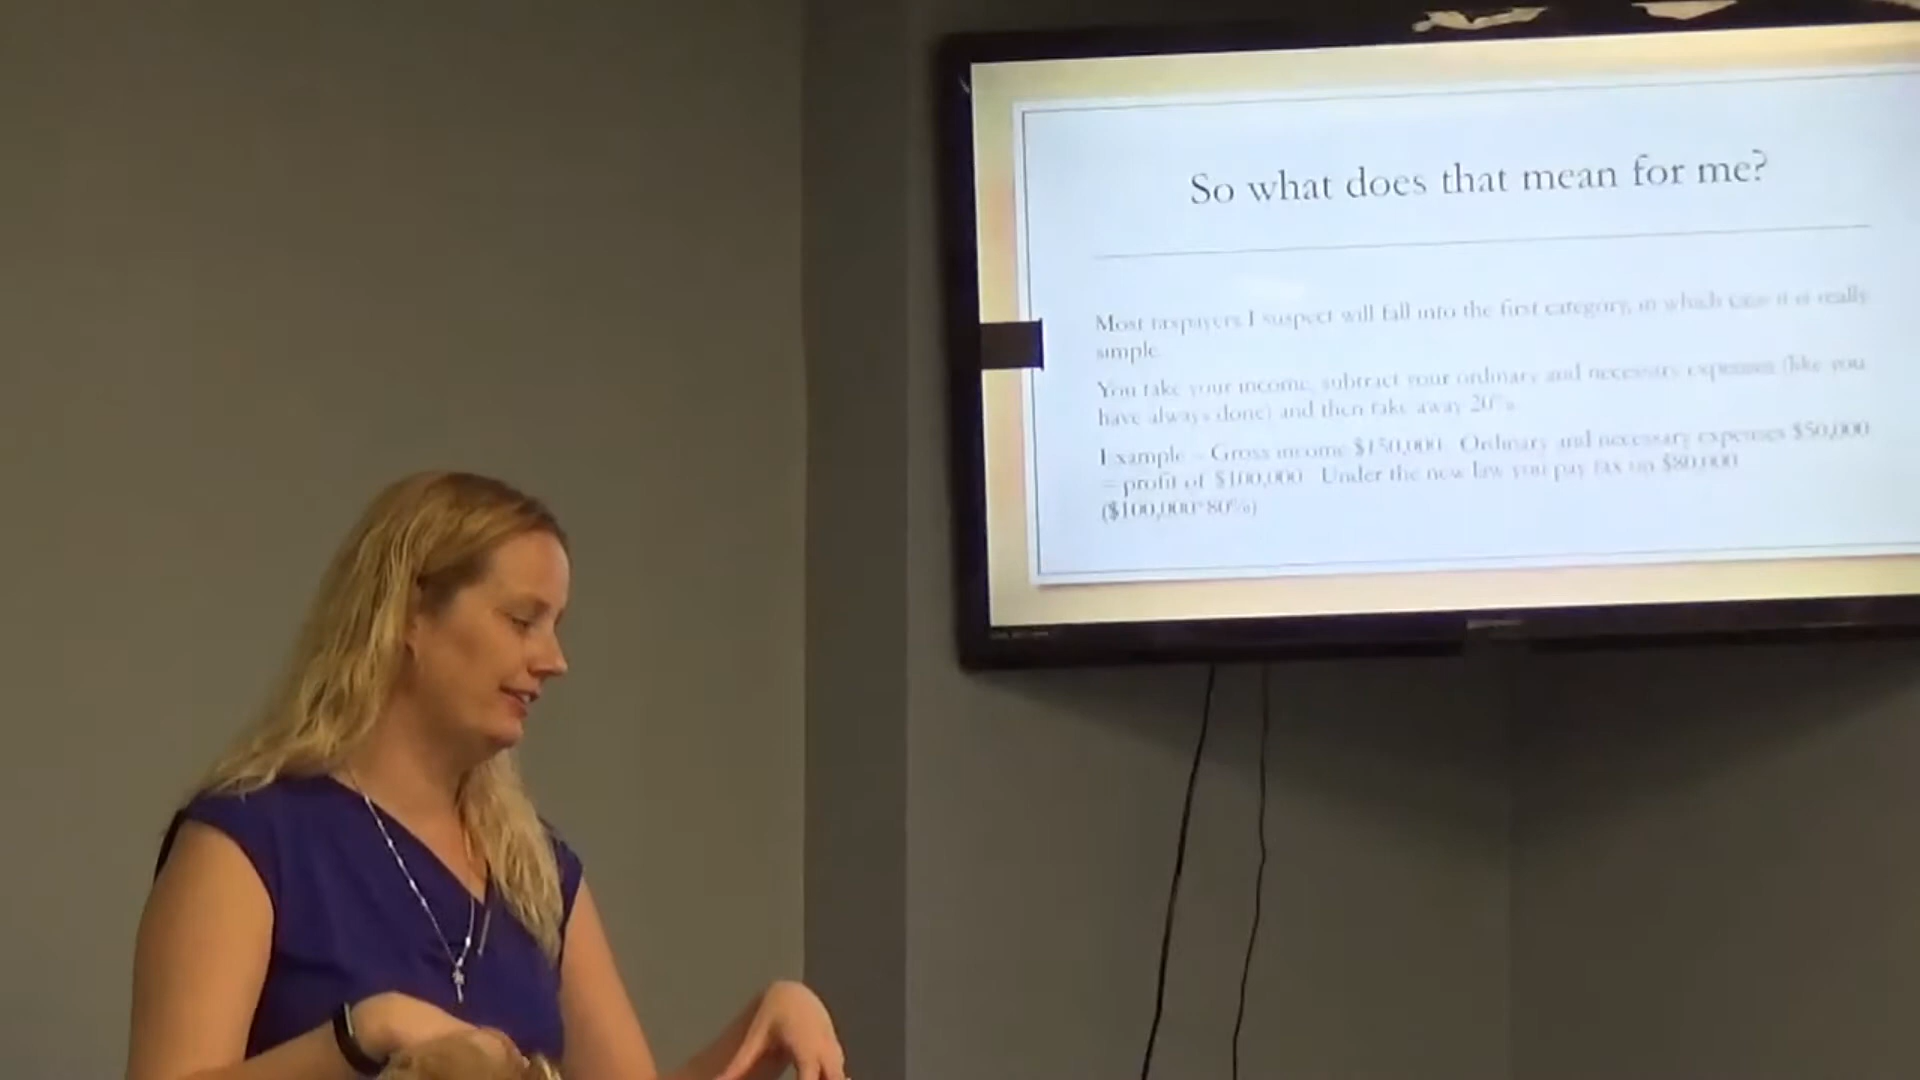 So what does that mean for me?
Most taxpayers I suspect will fall into the first category, in which case it is really
simple.
You take your income, subtract your ordinary and necessary expenses (like you
have always done) and then take away 20%.
Example – Gross income $150,000 Ordinary and necessary expenses $50,000
= profit of $100,000 Under the new law you pay tax on $80,000
($100,000*80%)